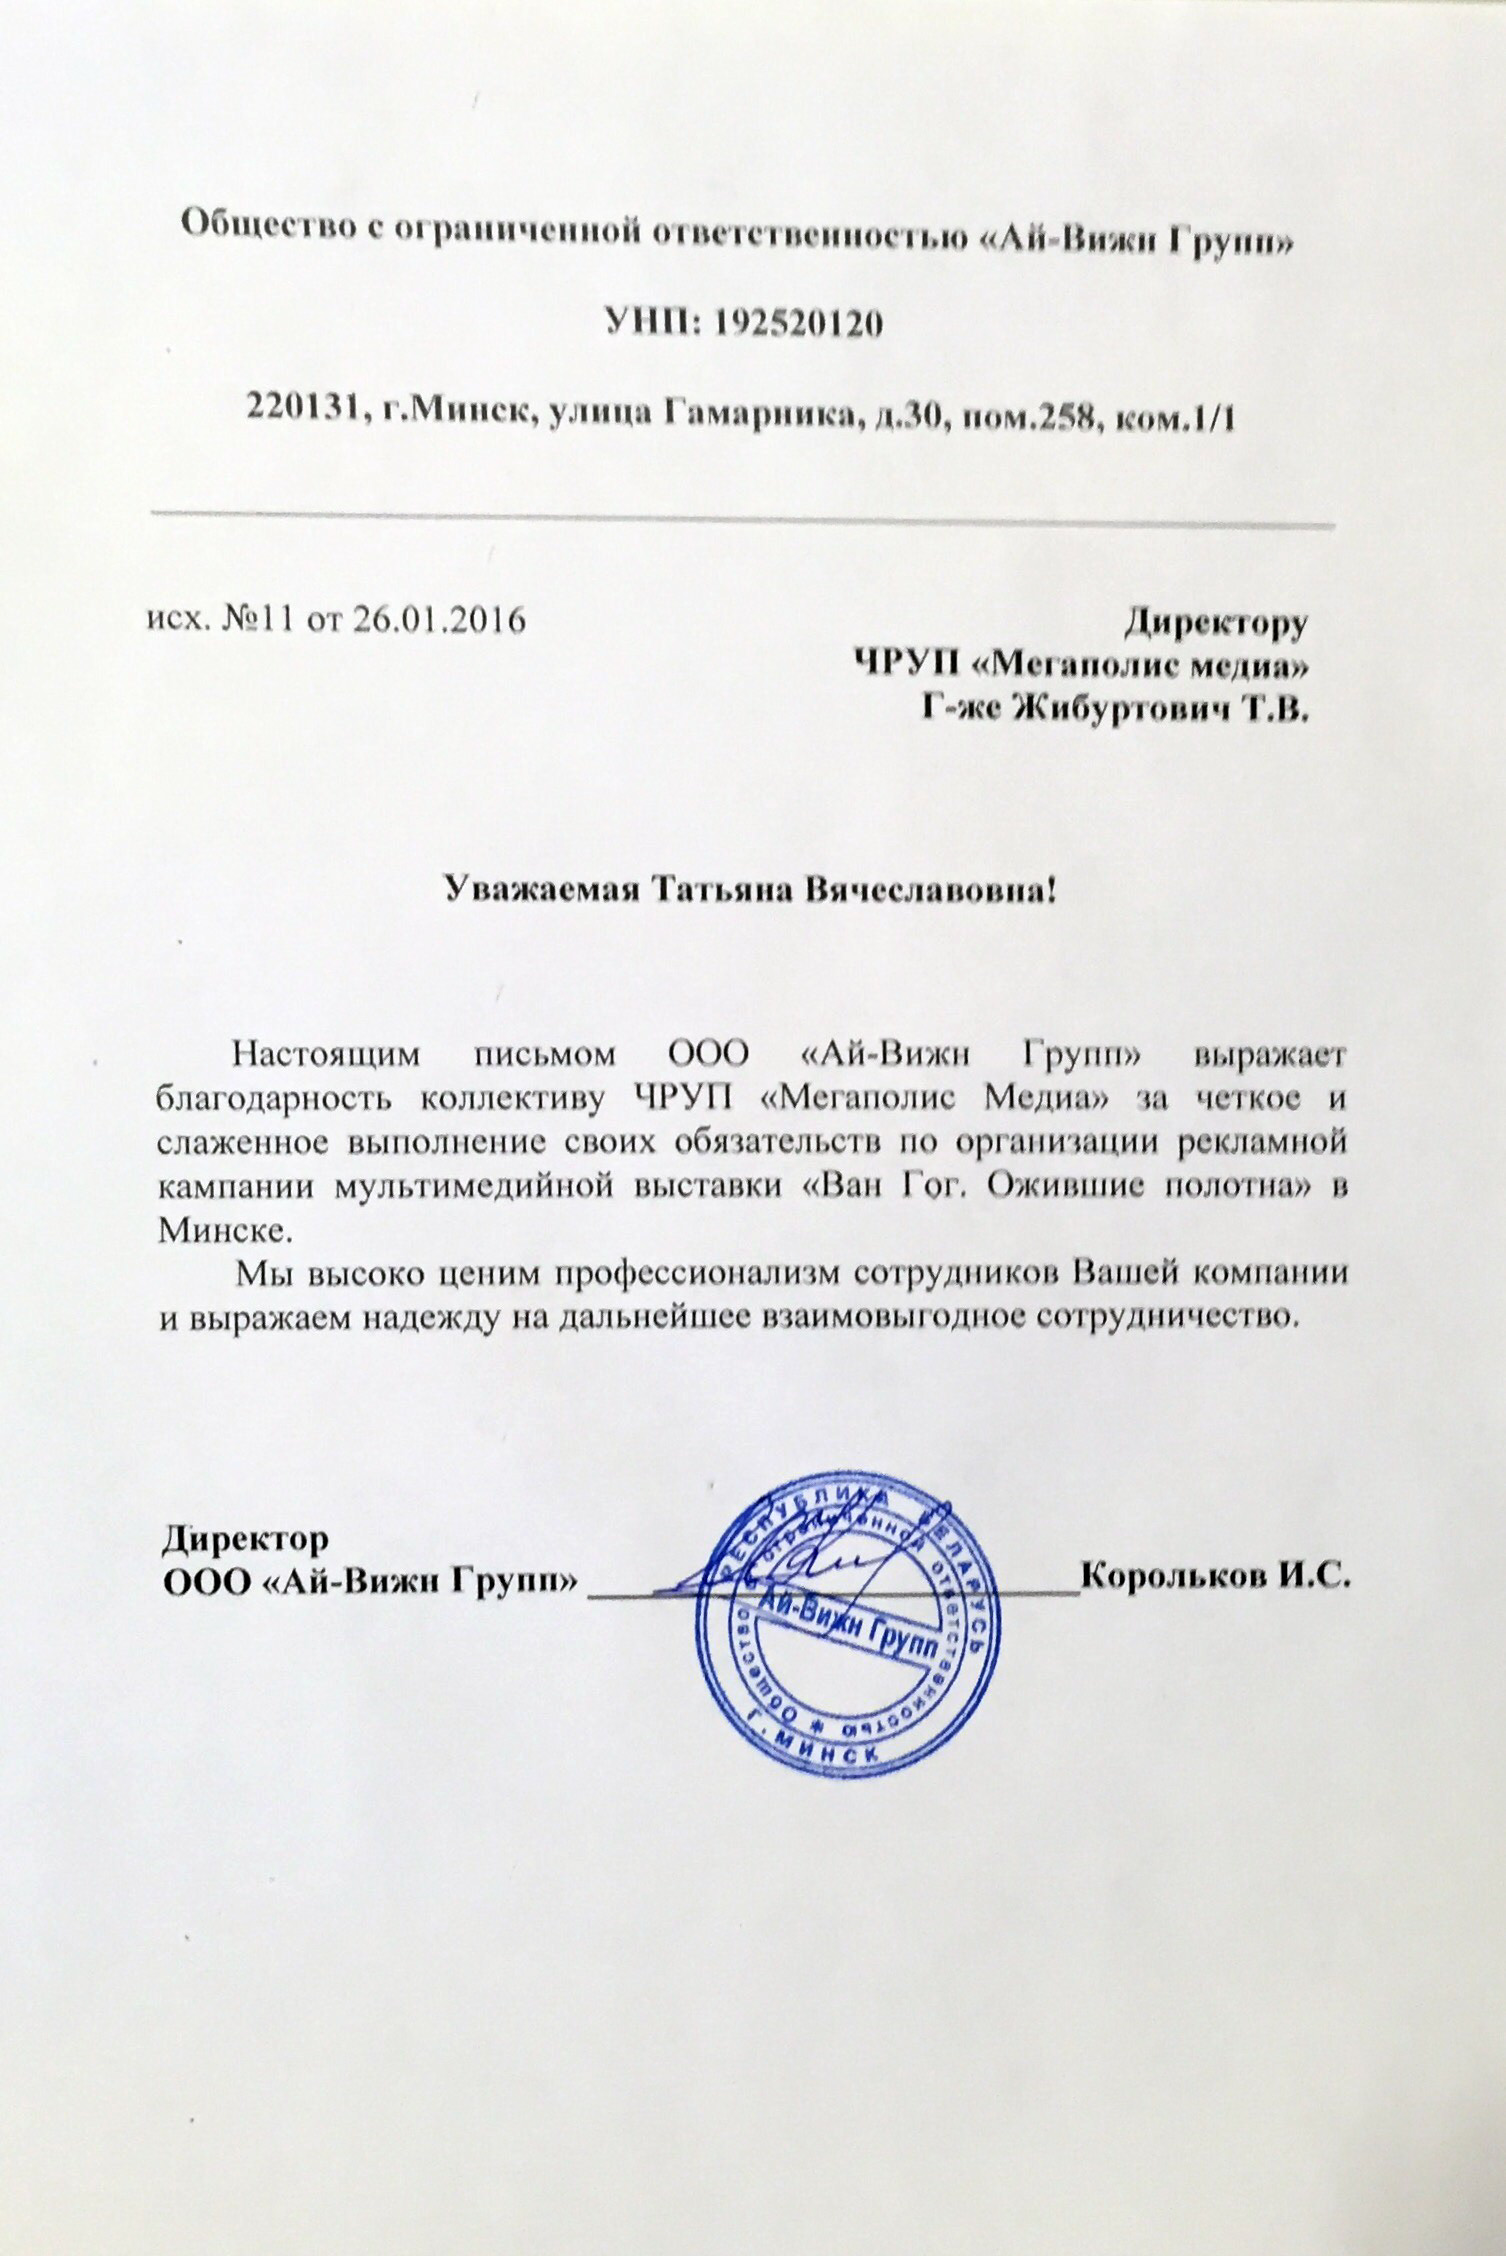 Общество с ограниченной ответственностью «Ай-Вижн Групп»
УНП: 192520120
220131, г.Минск, улица Гамарника, д.30, пом.258, ком.1/1
исх. №11 от 26.01.2016
Директору
ЧРУП «Мегаполис медиа»
Г-же Жибуртович Т.В.
Уважаемая Татьяна Вячеславовна!
Настоящим письмом ООО «Ай-Вижн Групп» выражает
благодарность коллективу ЧРУП «Мегаполис Медиа» за четкое и
слаженное выполнение своих обязательств по организации рекламной
кампании мультимедийной выставки «Ван Гог. Ожившие полотна» в
Минске.
Мы высоко ценим профессионализм сотрудников Вашей компании
и выражаем надежду на дальнейшее взаимовыгодное сотрудничество.
Директор
ООО «Ай-Вижн Групп» Корольков И.С.
РЕСПУБЛИКА БЕЛАРУСЬ
Общество с ограниченной ответственностью *
Ай-Вижн Групп
Г.МИНСК